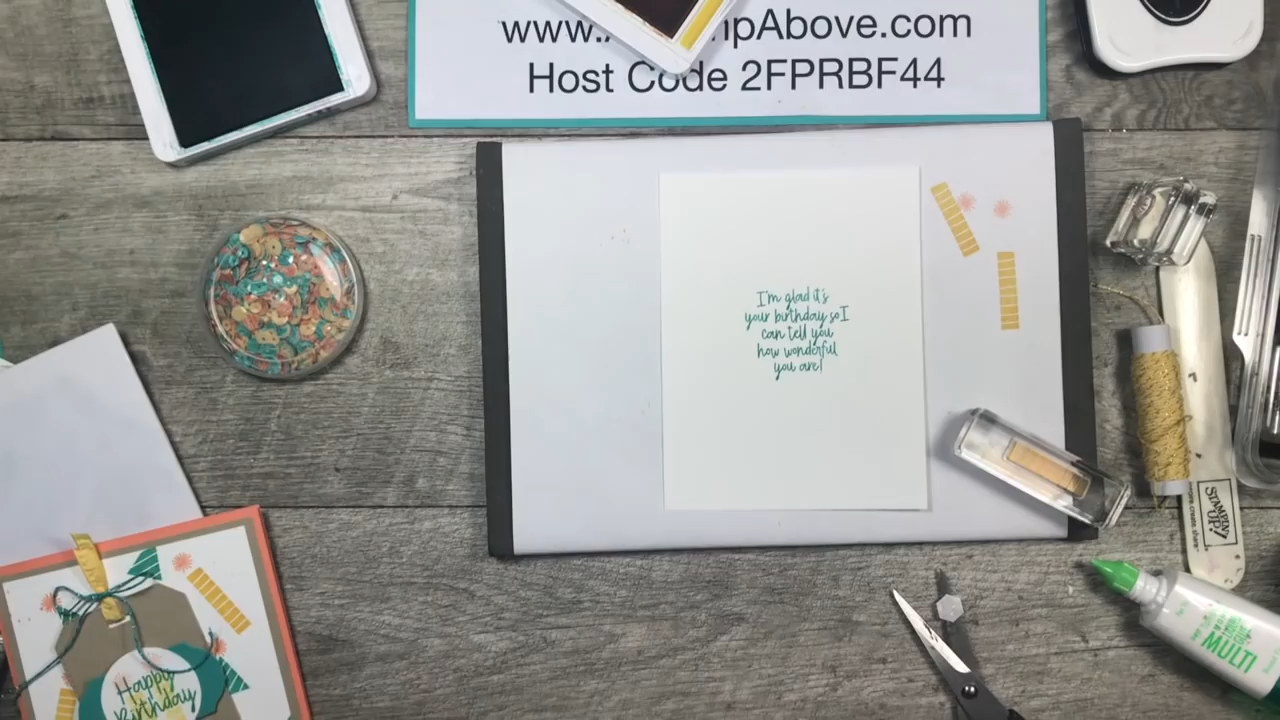 www. mpAbove.com
Host Code 2FPRBF44
I'm glad it's
your birthday so I
can tell you
how wonderful
you are!
STAMPIN' UP!
MULTI
Happy
Birthday